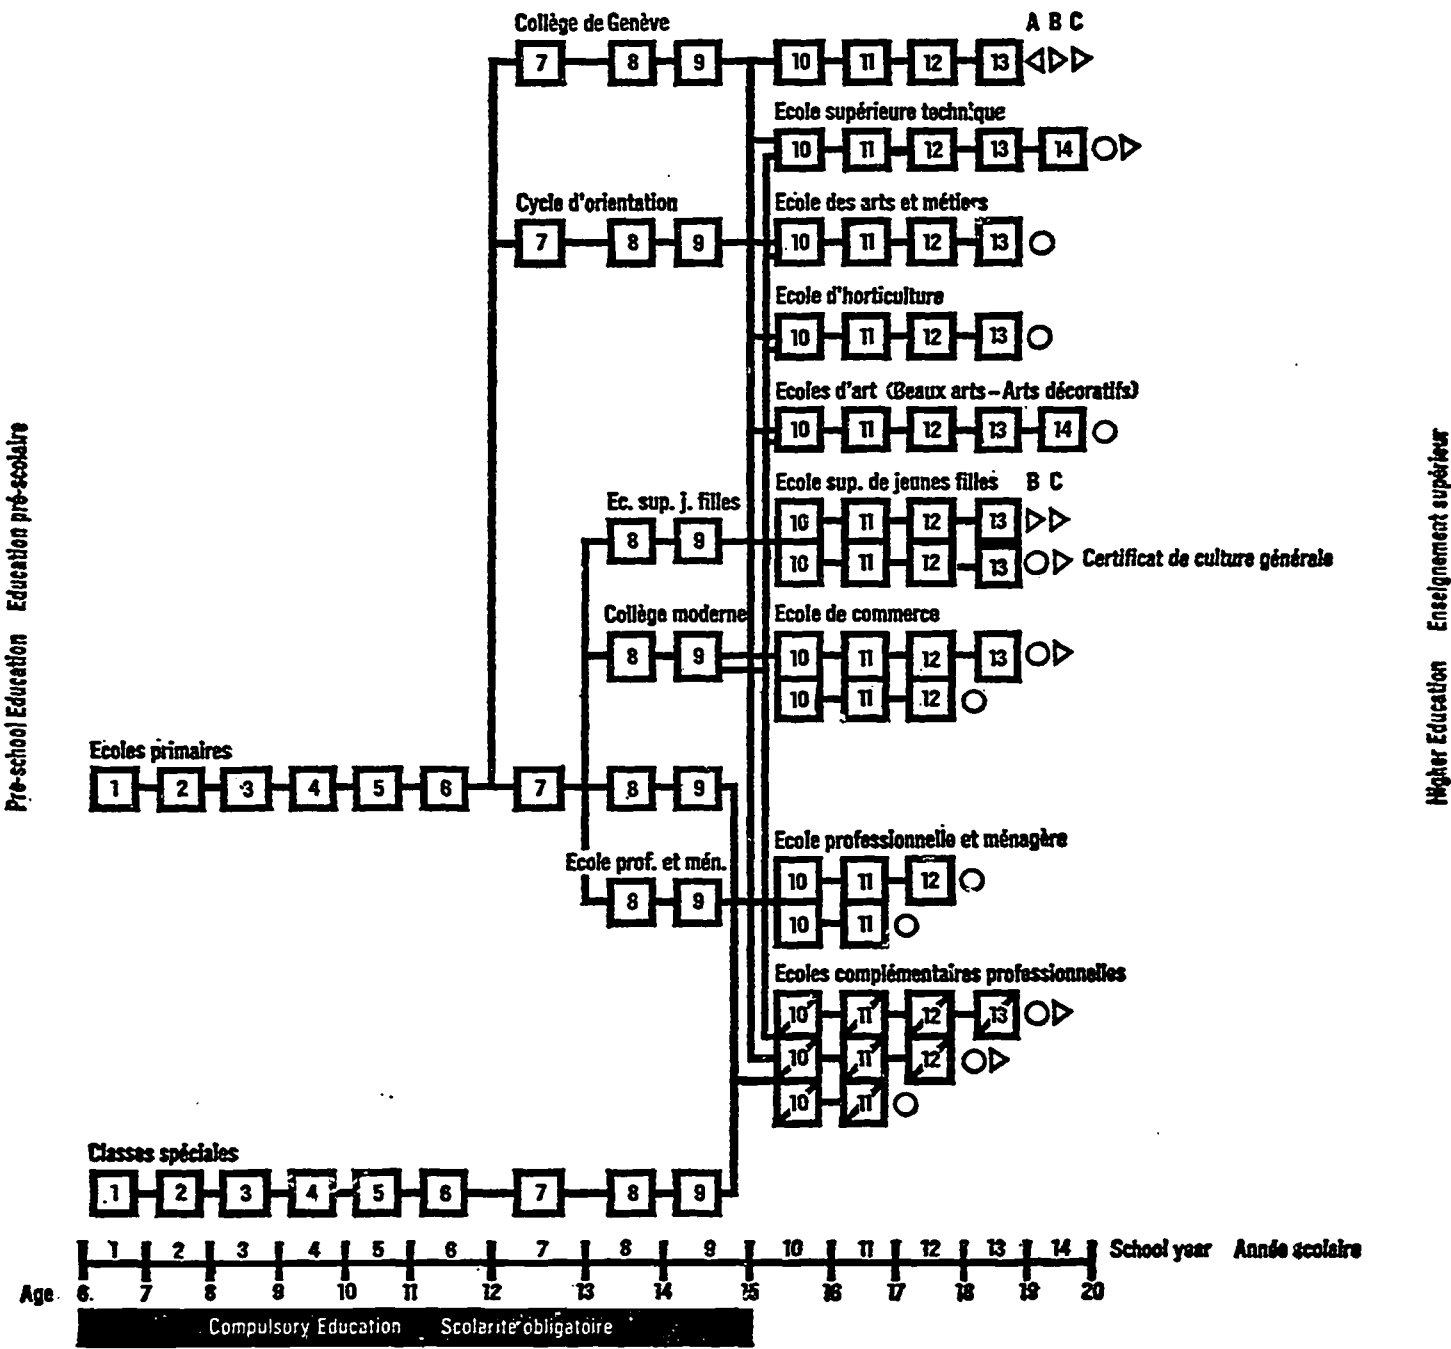 Collège de Genève
A B C
7 8 9 10 11 12 13
Ecole supérieure technique
10 11 12 13 14
Cycle d'orientation
Ecole des arts et métiers
7 8 9 10 11 12 13
Ecole d'horticulture
10 11 12 13
Ecoles d'art (Beaux arts – Arts décoratifs)
10 11 12 13 14
Ec. sup. j. filles
Ecole sup. de jeunes filles B C
10 11 12 13
8 9
10 11 12 13 Certificat de culture générale
Collège moderne
Ecole de commerce
8 9 10 11 12 13
10 11 12
Ecoles primaires
1 2 3 4 5 6 7 8 9
Ecole prof. et mén.
Ecole professionnelle et ménagère
10 11 12
8 9
10 11
Ecoles complémentaires professionnelles
10 11 12 13
10 11 12
10 11
Classes spéciales
1 2 3 4 5 6 7 8 9
1 2 3 4 5 6 7 8 9 10 11 12 13 14 School year Année scolaire
Age 6 7 8 9 10 11 12 13 14 15 16 17 18 19 20
Compulsory Education Scolarité obligatoire
Pre-school Education Education pré-scolaire
Higher Education Enseignement supérieur